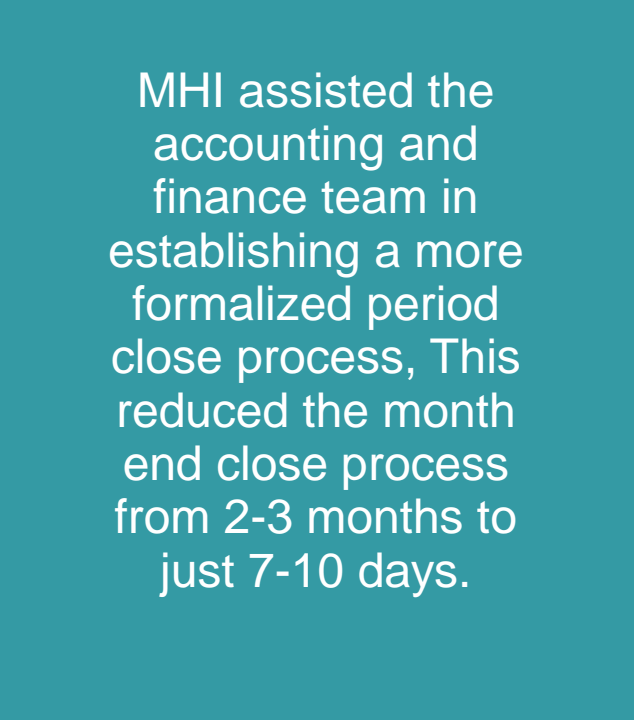 MHI assisted the
accounting and
finance team in
establishing a more
formalized period
close process, This
reduced the month
end close process
from 2-3 months to
just 7-10 days.